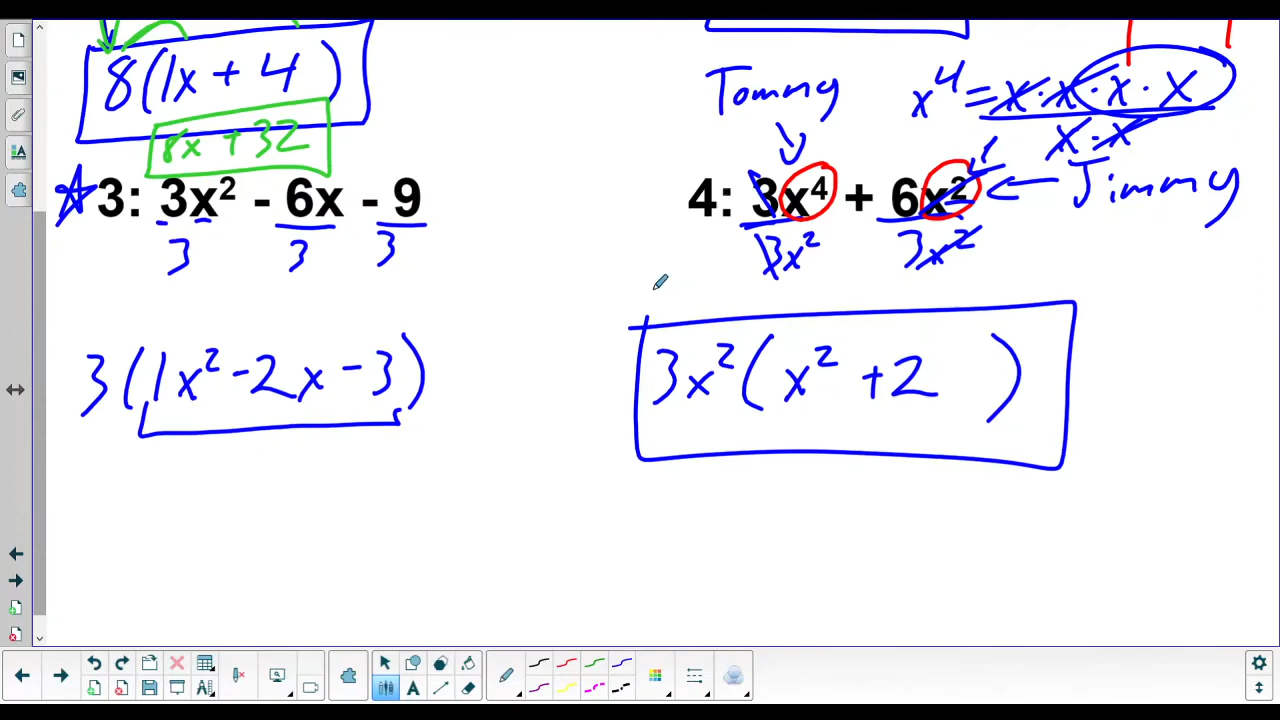 8(1x + 4)
8x + 32
Tommy
x⁴ = x · x · x · x
x · x
3: 3x² - 6x - 9
3 3 3
4: 3x⁴ + 6x² ← Jimmy
1
3x² 3x²
3(1x² - 2x - 3)
3x²(x² + 2 )